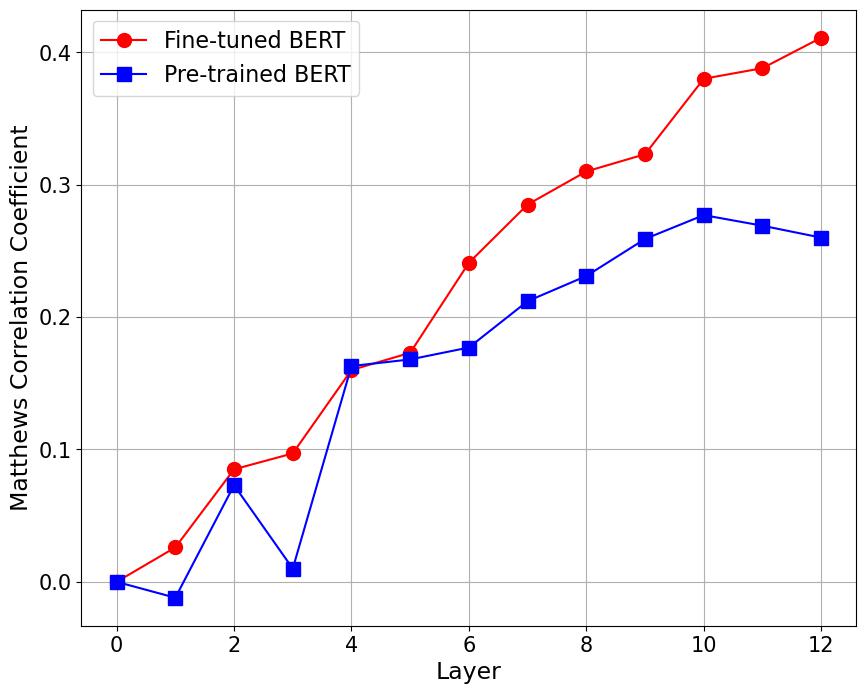 Fine-tuned BERT
Pre-trained BERT
0.4
0.3
0.2
0.1
0.0
Matthews Correlation Coefficient
0 2 4 6 8 10 12
Layer